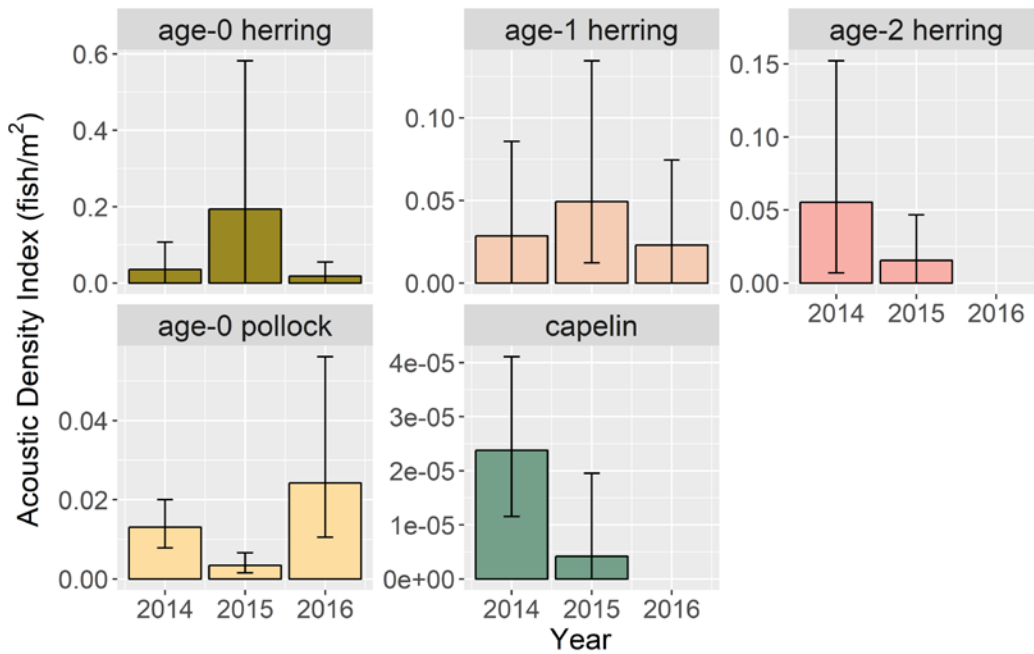 Acoustic Density Index (fish/m²)
age-0 herring
0.6
0.4
0.2
0.0
age-1 herring
0.10
0.05
0.00
age-2 herring
0.15
0.10
0.05
0.00
2014 2015 2016
age-0 pollock
0.04
0.02
0.00
2014 2015 2016
capelin
4e-05
3e-05
2e-05
1e-05
0e+00
2014 2015 2016
Year